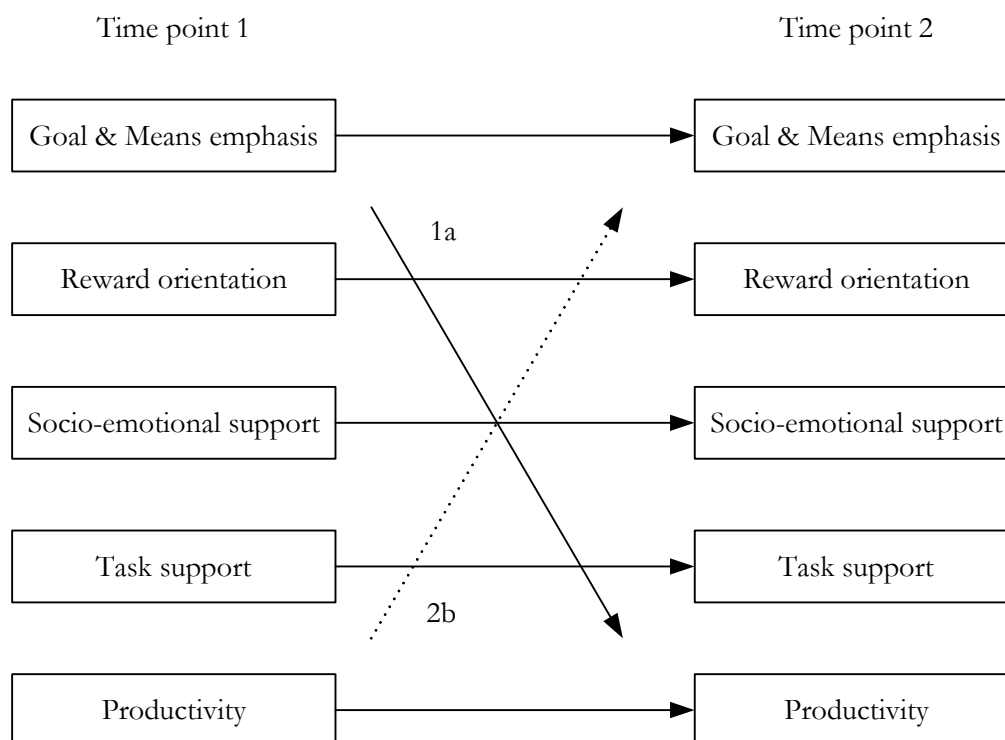 Time point 1
Time point 2
Goal & Means emphasis
Goal & Means emphasis
1a
Reward orientation
Reward orientation
Socio-emotional support
Socio-emotional support
Task support
Task support
2b
Productivity
Productivity